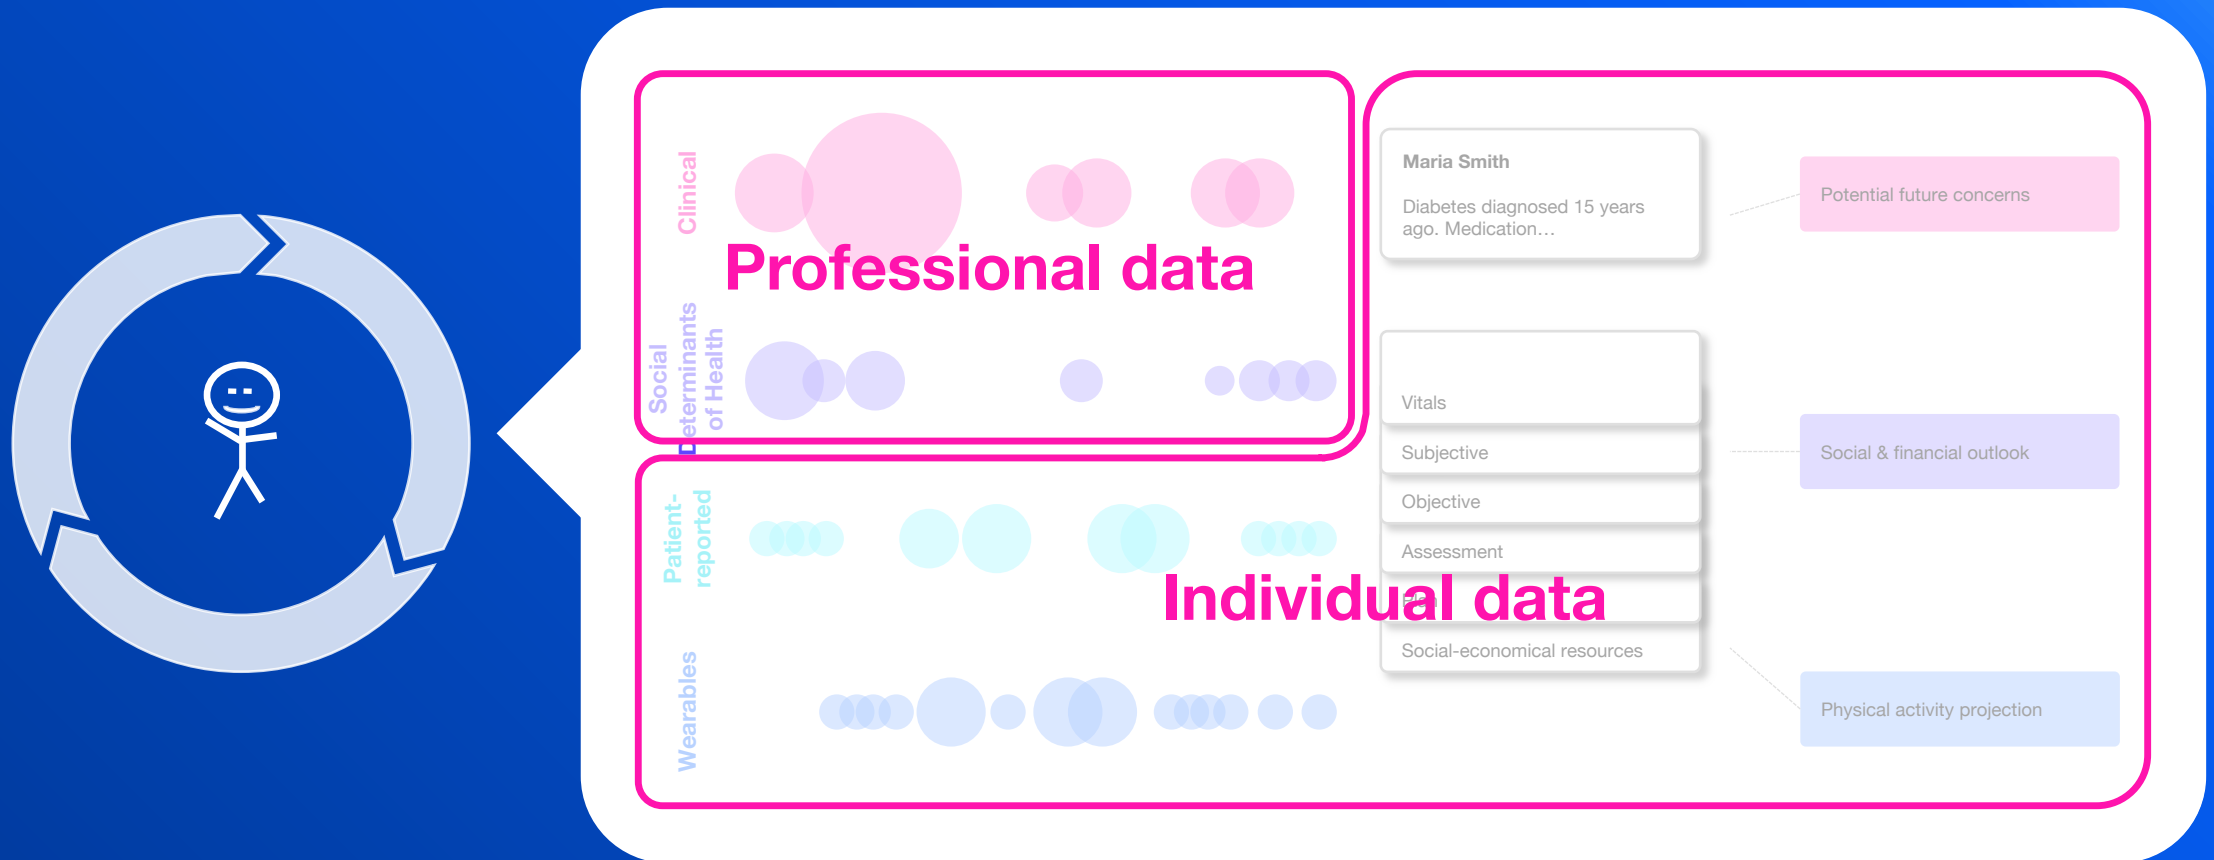 Clinical
Professional data
Social
Determinants
of Health
Patient-
reported
Wearables
Individual data
Maria Smith
Diabetes diagnosed 15 years
ago. Medication…
Vitals
Subjective
Objective
Assessment
Plan
Social-economical resources
Potential future concerns
Social & financial outlook
Physical activity projection